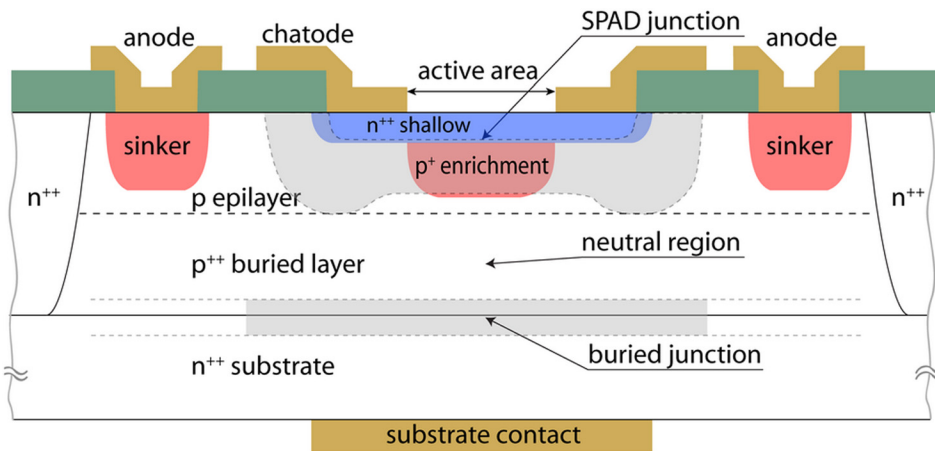 SPAD junction
anode
chatode
anode
active area
n++ shallow
sinker
p+ enrichment
sinker
n++
p epilayer
n++
neutral region
p++ buried layer
buried junction
n++ substrate
substrate contact